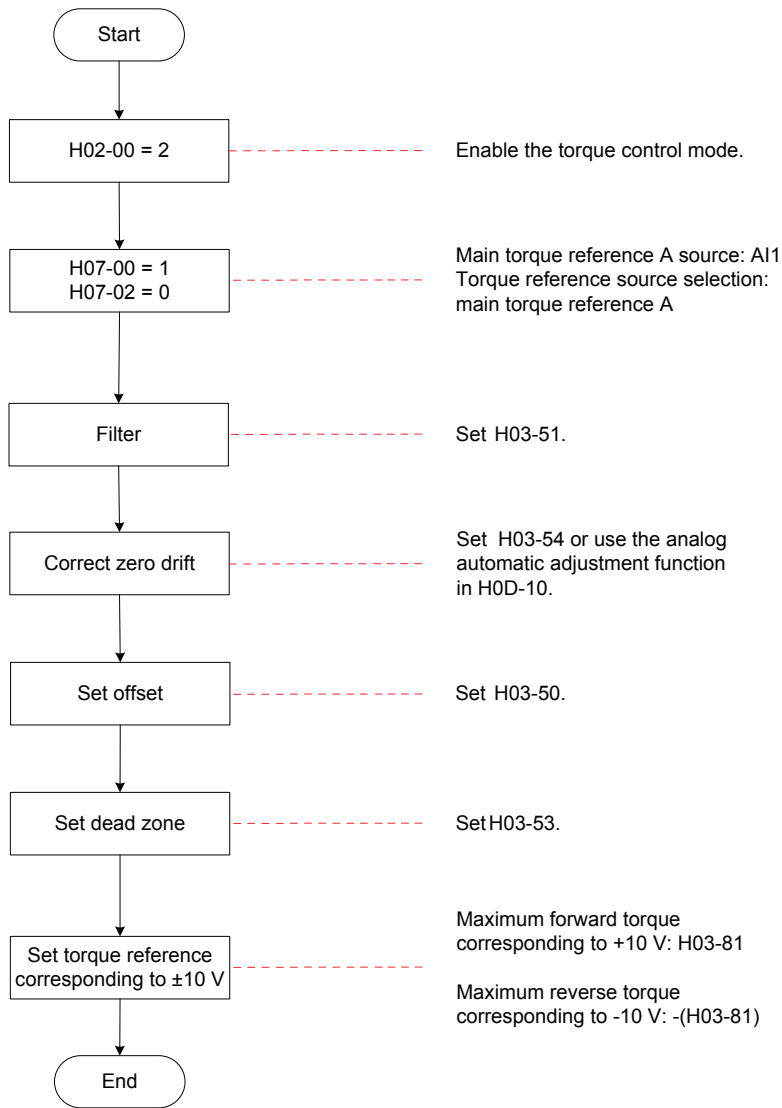 Start
H02-00 = 2
Enable the torque control mode.
H07-00 = 1
H07-02 = 0
Main torque reference A source: AI1
Torque reference source selection:
main torque reference A
Filter
Set H03-51.
Correct zero drift
Set H03-54 or use the analog
automatic adjustment function
in H0D-10.
Set offset
Set H03-50.
Set dead zone
SetH03-53.
Set torque reference
corresponding to ±10 V
Maximum forward torque
corresponding to +10 V: H03-81
Maximum reverse torque
corresponding to -10 V: -(H03-81)
End